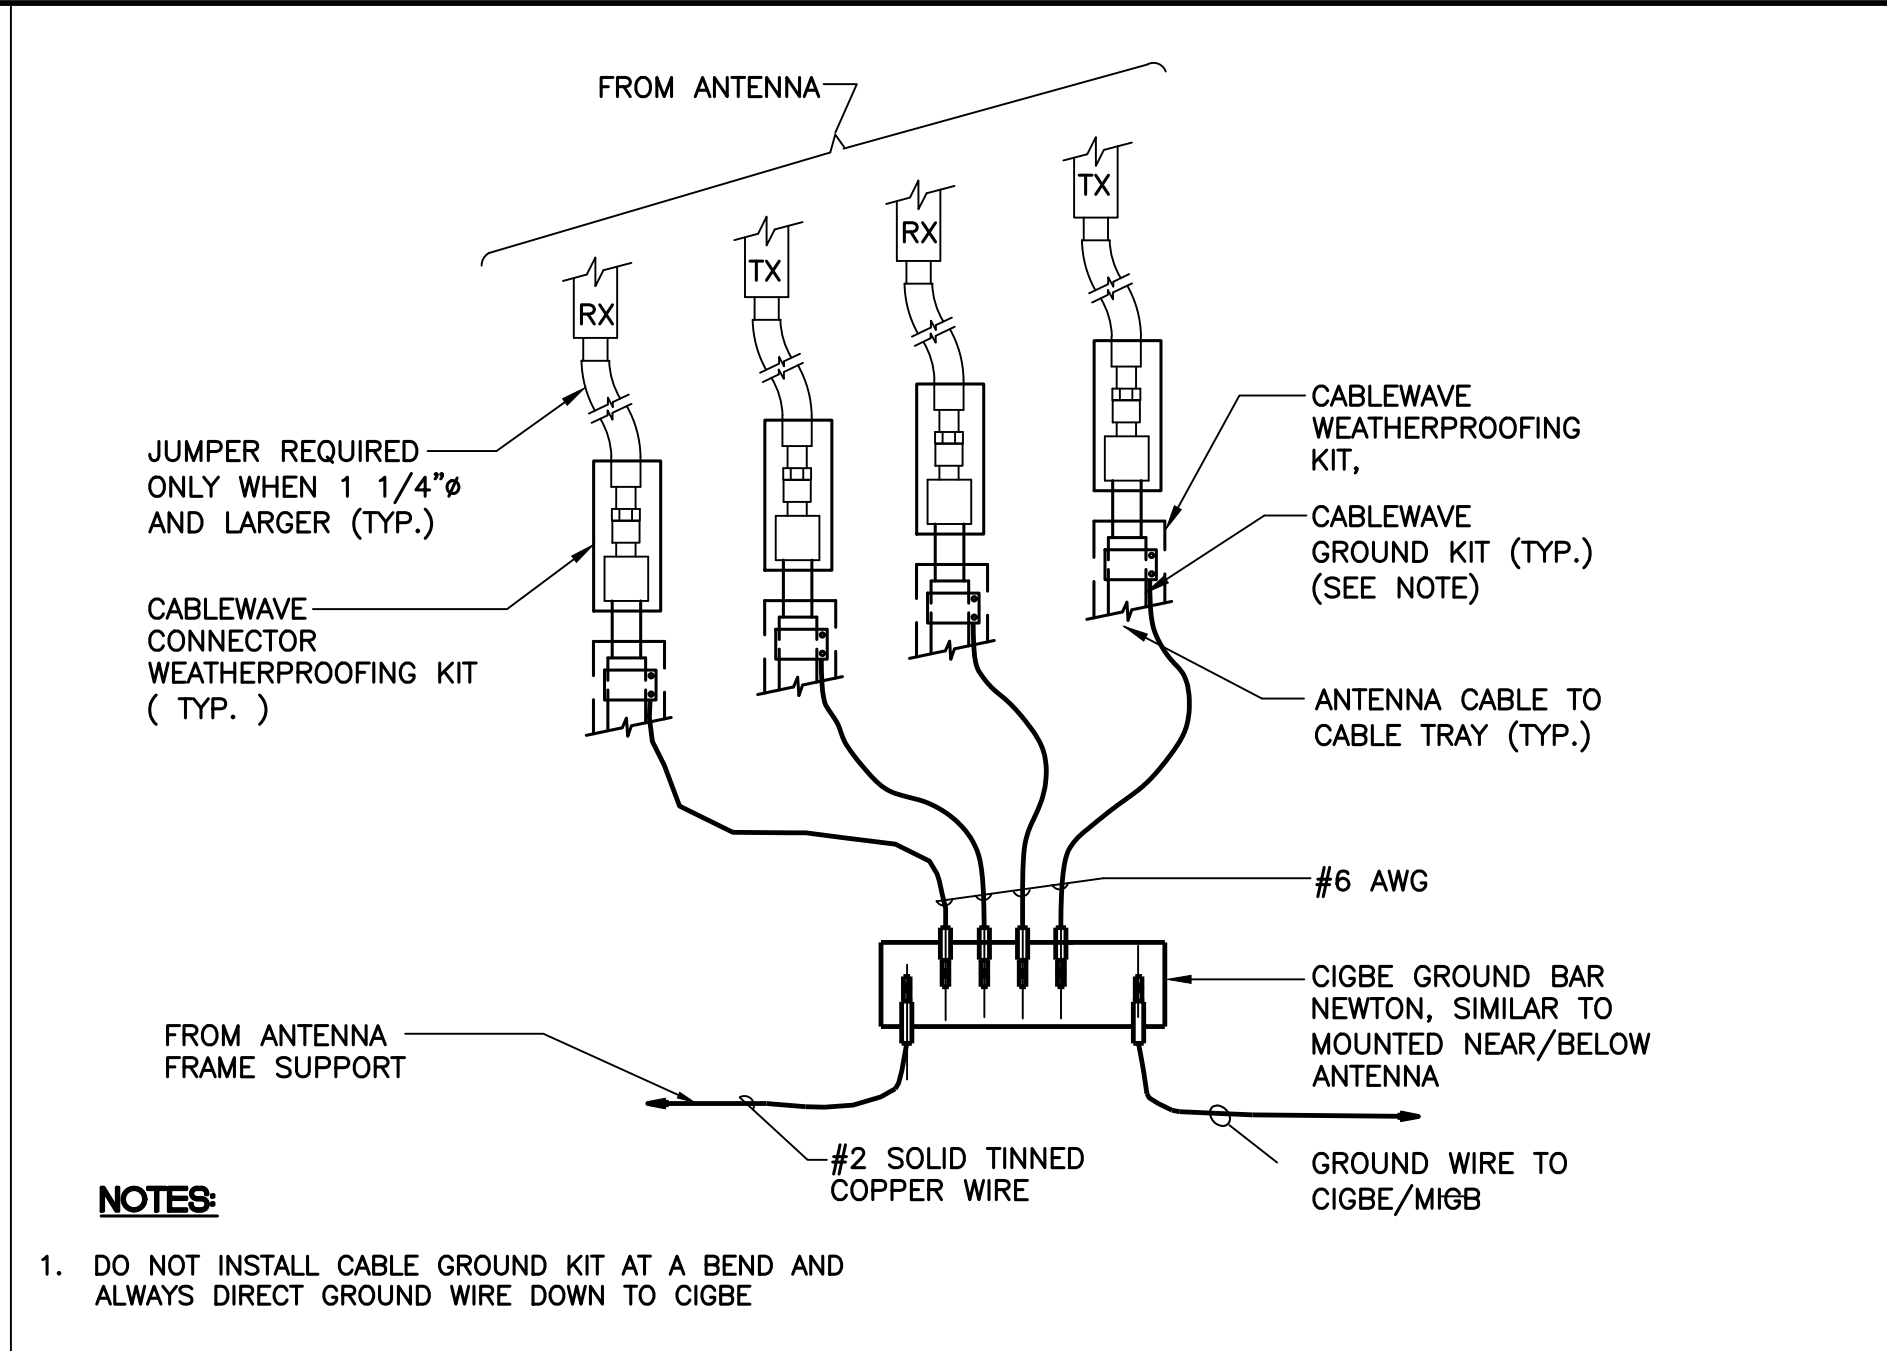 FROM ANTENNA
TX
RX
TX
RX
JUMPER REQUIRED
ONLY WHEN 1 1/4"ø
AND LARGER (TYP.)
CABLEWAVE
CONNECTOR
WEATHERPROOFING KIT
( TYP. )
CABLEWAVE
WEATHERPROOFING
KIT,
CABLEWAVE
GROUND KIT (TYP.)
(SEE NOTE)
ANTENNA CABLE TO
CABLE TRAY (TYP.)
#6 AWG
CIGBE GROUND BAR
NEWTON, SIMILAR TO
MOUNTED NEAR/BELOW
ANTENNA
FROM ANTENNA
FRAME SUPPORT
#2 SOLID TINNED
COPPER WIRE
GROUND WIRE TO
CIGBE/MIGB
NOTES:
1. DO NOT INSTALL CABLE GROUND KIT AT A BEND AND
ALWAYS DIRECT GROUND WIRE DOWN TO CIGBE